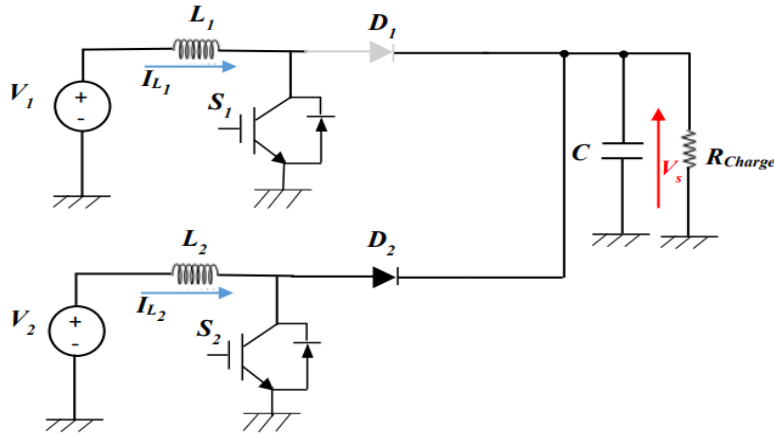 L1 D1
V1 + - IL1 S1
C Vs RCharge
L2 D2
V2 + - IL2 S2